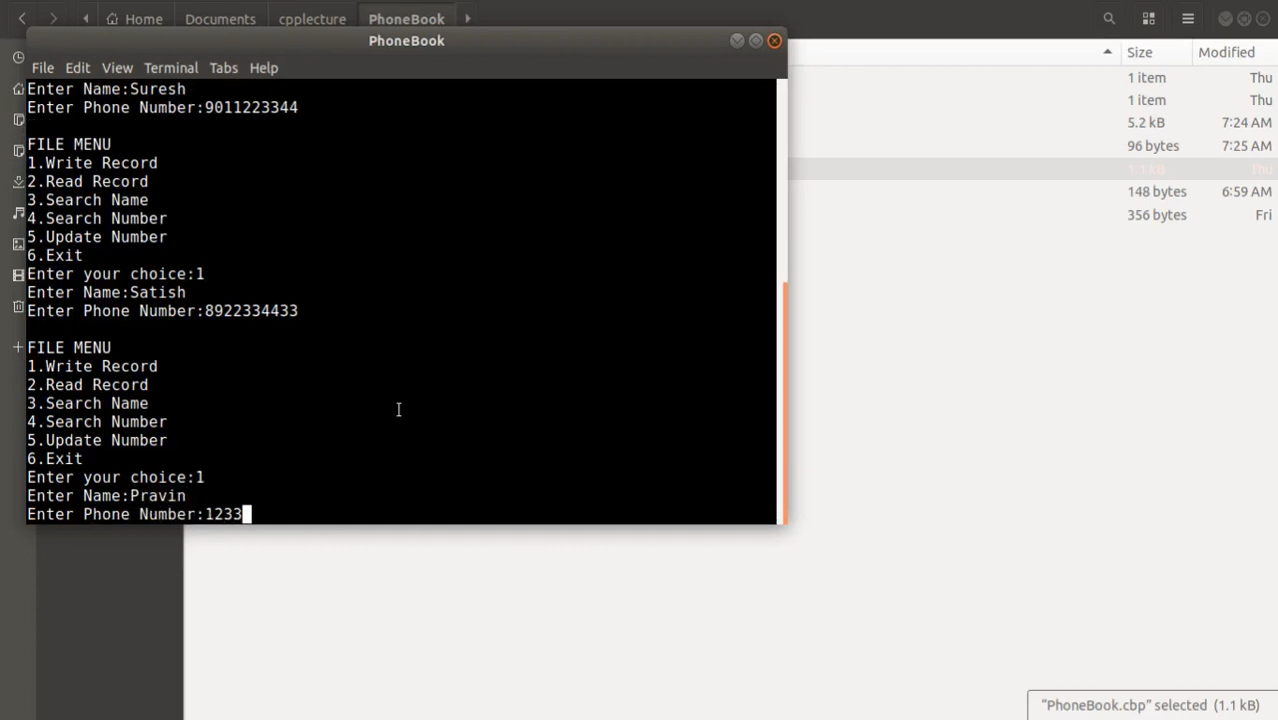 Home Documents cpplecture PhoneBook
PhoneBook
Size Modified
File Edit View Terminal Tabs Help
Enter Name:Suresh
Enter Phone Number:9011223344
FILE MENU
1.Write Record
2.Read Record
3.Search Name
4.Search Number
5.Update Number
6.Exit
Enter your choice:1
Enter Name:Satish
Enter Phone Number:8922334433
FILE MENU
1.Write Record
2.Read Record
3.Search Name
4.Search Number
5.Update Number
6.Exit
Enter your choice:1
Enter Name:Pravin
Enter Phone Number:1233
1 item Thu
1 item Thu
5.2 kB 7:24 AM
96 bytes 7:25 AM
1.1 kB Thu
148 bytes 6:59 AM
356 bytes Fri
"PhoneBook.cbp" selected (1.1 kB)